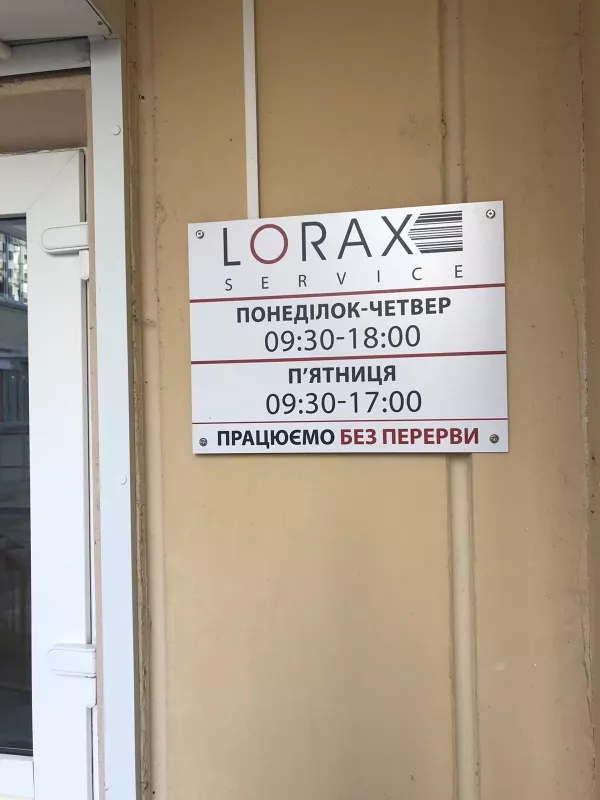 LORAX
SERVICE
ПОНЕДІЛОК-ЧЕТВЕР
09:30-18:00
П'ЯТНИЦЯ
09:30-17:00
ПРАЦЮЄМО БЕЗ ПЕРЕРВИ